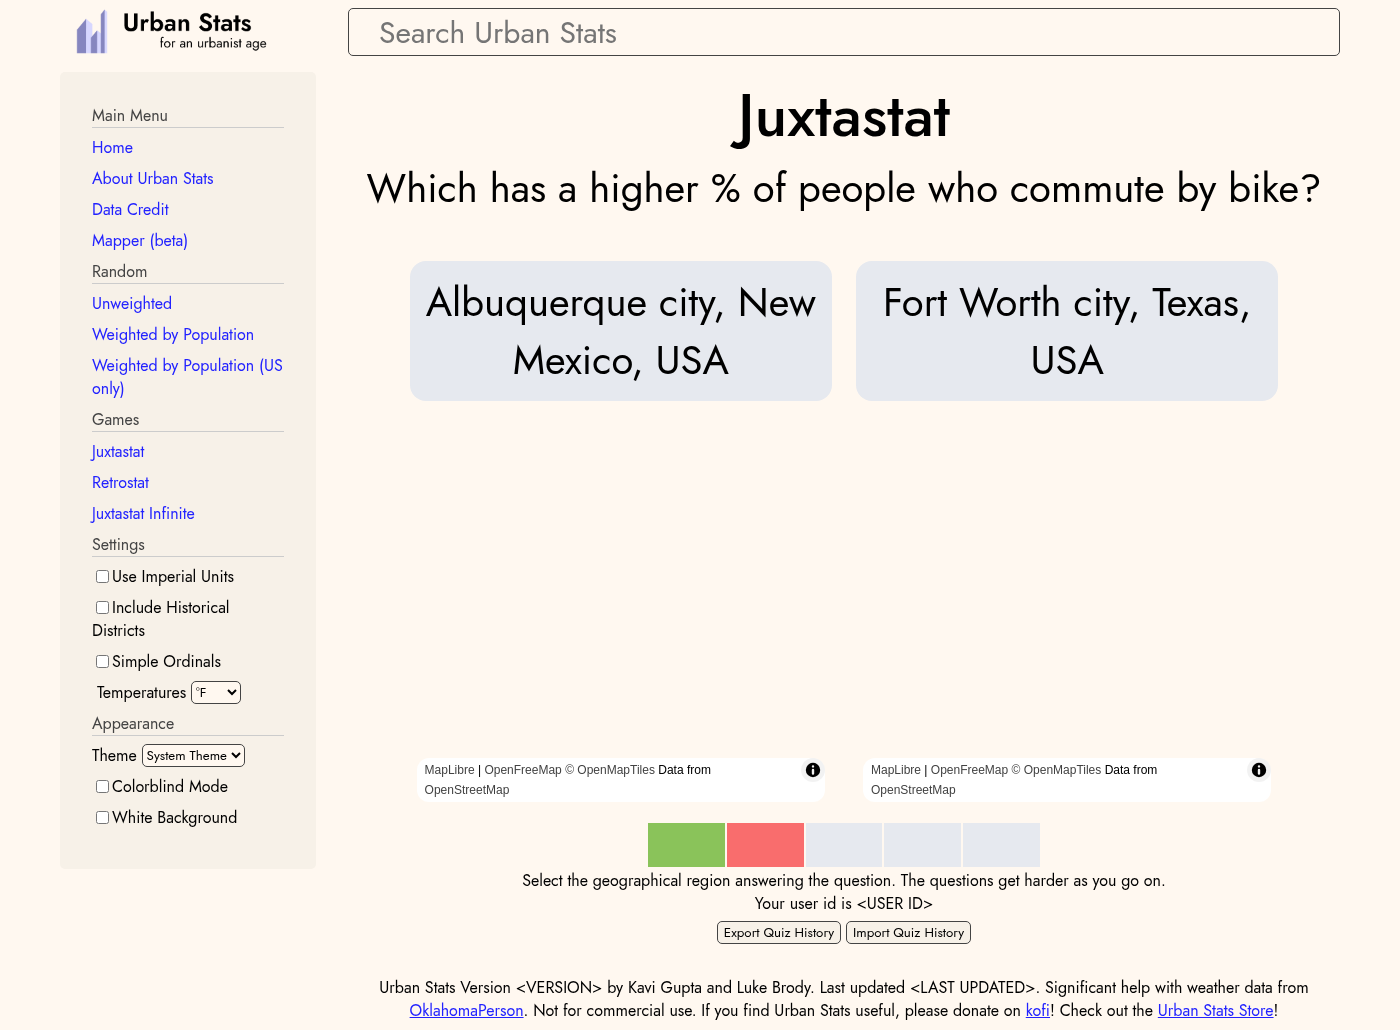 Urban Stats
for an urbanist age
Search Urban Stats
Main Menu
Home
About Urban Stats
Data Credit
Mapper (beta)
Random
Unweighted
Weighted by Population
Weighted by Population (US
only)
Games
Juxtastat
Retrostat
Juxtastat Infinite
Settings
Use Imperial Units
Include Historical
Districts
Simple Ordinals
Temperatures °F
Appearance
Theme System Theme
Colorblind Mode
White Background
Juxtastat
Which has a higher % of people who commute by bike?
Albuquerque city, New
Mexico, USA
Fort Worth city, Texas,
USA
MapLibre | OpenFreeMap © OpenMapTiles Data from
OpenStreetMap
MapLibre | OpenFreeMap © OpenMapTiles Data from
OpenStreetMap
Select the geographical region answering the question. The questions get harder as you go on.
Your user id is <USER ID>
Export Quiz History Import Quiz History
Urban Stats Version <VERSION> by Kavi Gupta and Luke Brody. Last updated <LAST UPDATED>. Significant help with weather data from
OklahomaPerson. Not for commercial use. If you find Urban Stats useful, please donate on kofi! Check out the Urban Stats Store!